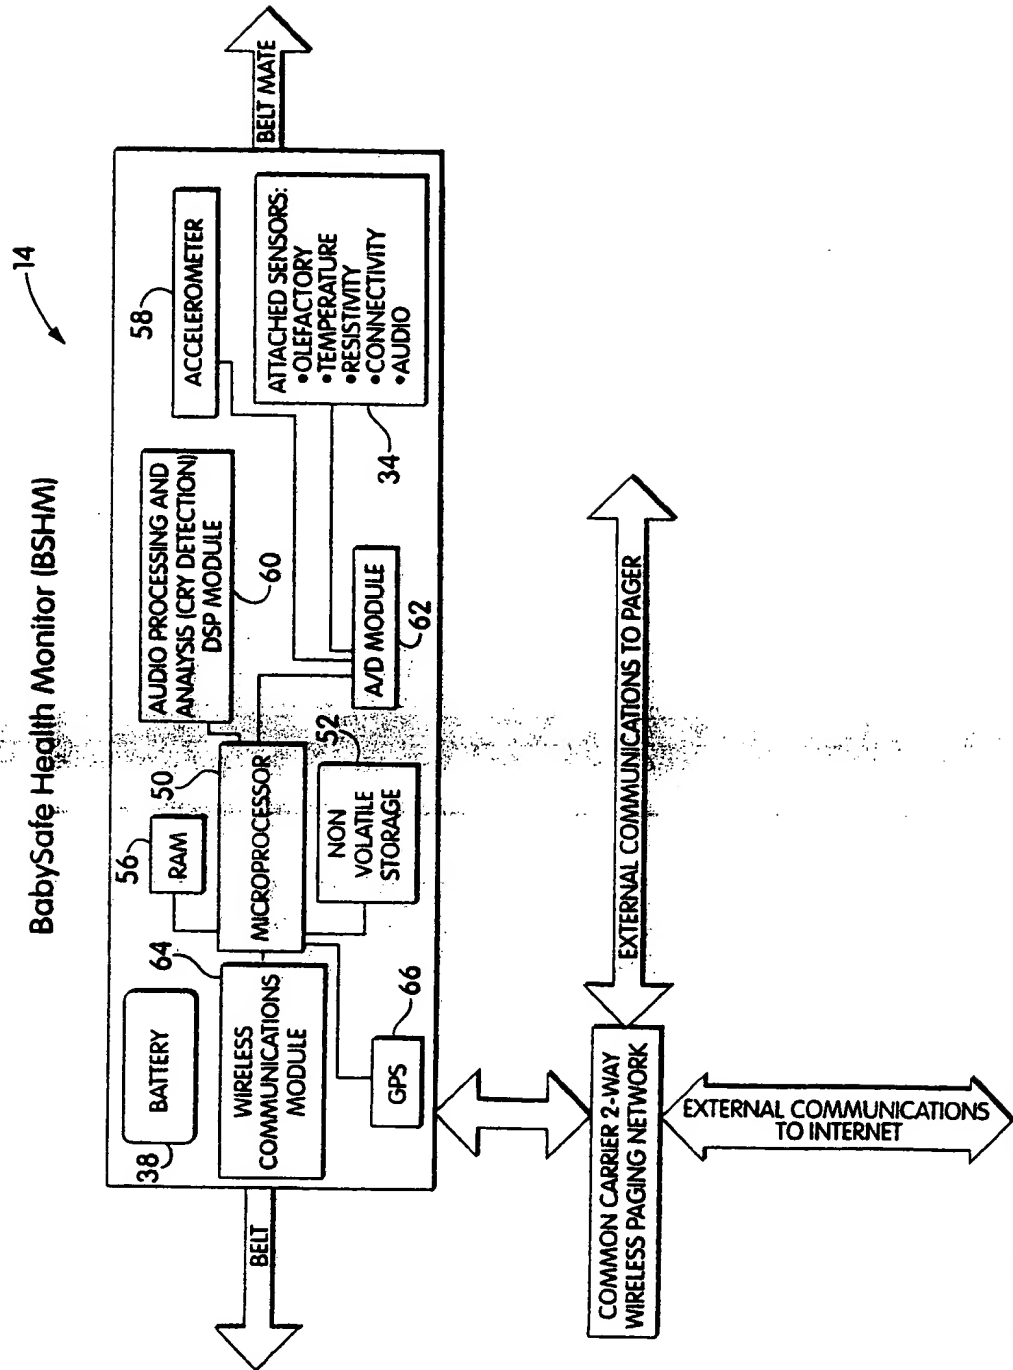 BabySafe Health Monitor (BSHM)
14
BELT
BELT MATE
BATTERY
38
WIRELESS
COMMUNICATIONS
MODULE
64
GPS
66
RAM
56
MICROPROCESSOR
50
NON
VOLATILE
STORAGE
52
AUDIO PROCESSING AND
ANALYSIS (CRY DETECTION)
DSP MODULE
60
A/D MODULE
62
ACCELEROMETER
58
ATTACHED SENSORS:
•OLEFACTORY
•TEMPERATURE
•RESISTIVITY
•CONNECTIVITY
•AUDIO
34
COMMON CARRIER 2-WAY
WIRELESS PAGING NETWORK
EXTERNAL COMMUNICATIONS TO PAGER
EXTERNAL COMMUNICATIONS
TO INTERNET